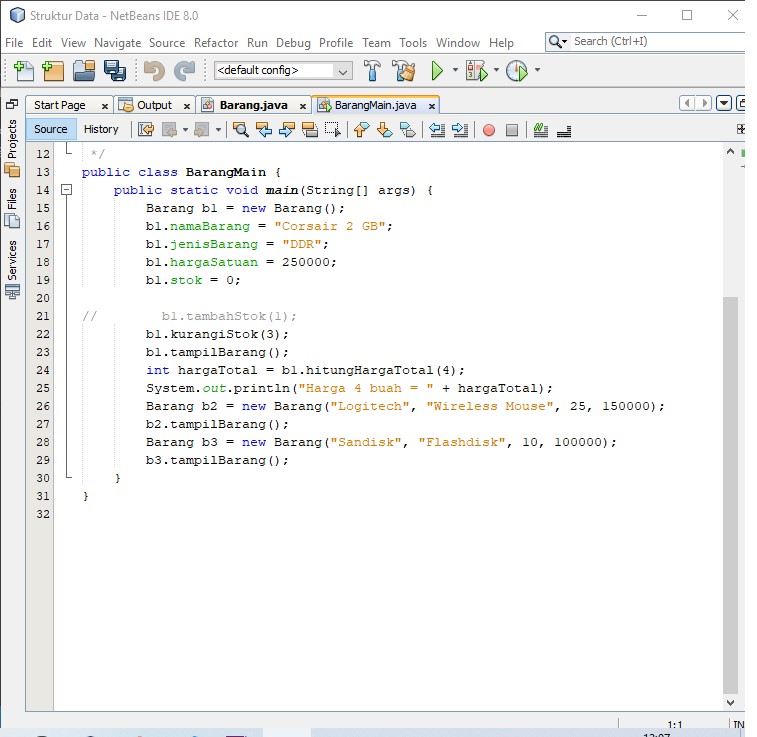 Struktur Data - NetBeans IDE 8.0
File Edit View Navigate Source Refactor Run Debug Profile Team Tools Window Help
Search (Ctrl+I)
<default config>
Start Page x Output x Barang.java x BarangMain.java x
Source History
Projects
Files
Services
12 */
13 public class BarangMain {
14 public static void main(String[] args) {
15 Barang b1 = new Barang();
16 b1.namaBarang = "Corsair 2 GB";
17 b1.jenisBarang = "DDR";
18 b1.hargaSatuan = 250000;
19 b1.stok = 0;
20
21 // b1.tambahStok(1);
22 b1.kurangiStok(3);
23 b1.tampilBarang();
24 int hargaTotal = b1.hitungHargaTotal(4);
25 System.out.println("Harga 4 buah = " + hargaTotal);
26 Barang b2 = new Barang("Logitech", "Wireless Mouse", 25, 150000);
27 b2.tampilBarang();
28 Barang b3 = new Barang("Sandisk", "Flashdisk", 10, 100000);
29 b3.tampilBarang();
30 }
31 }
32
1:1 IN